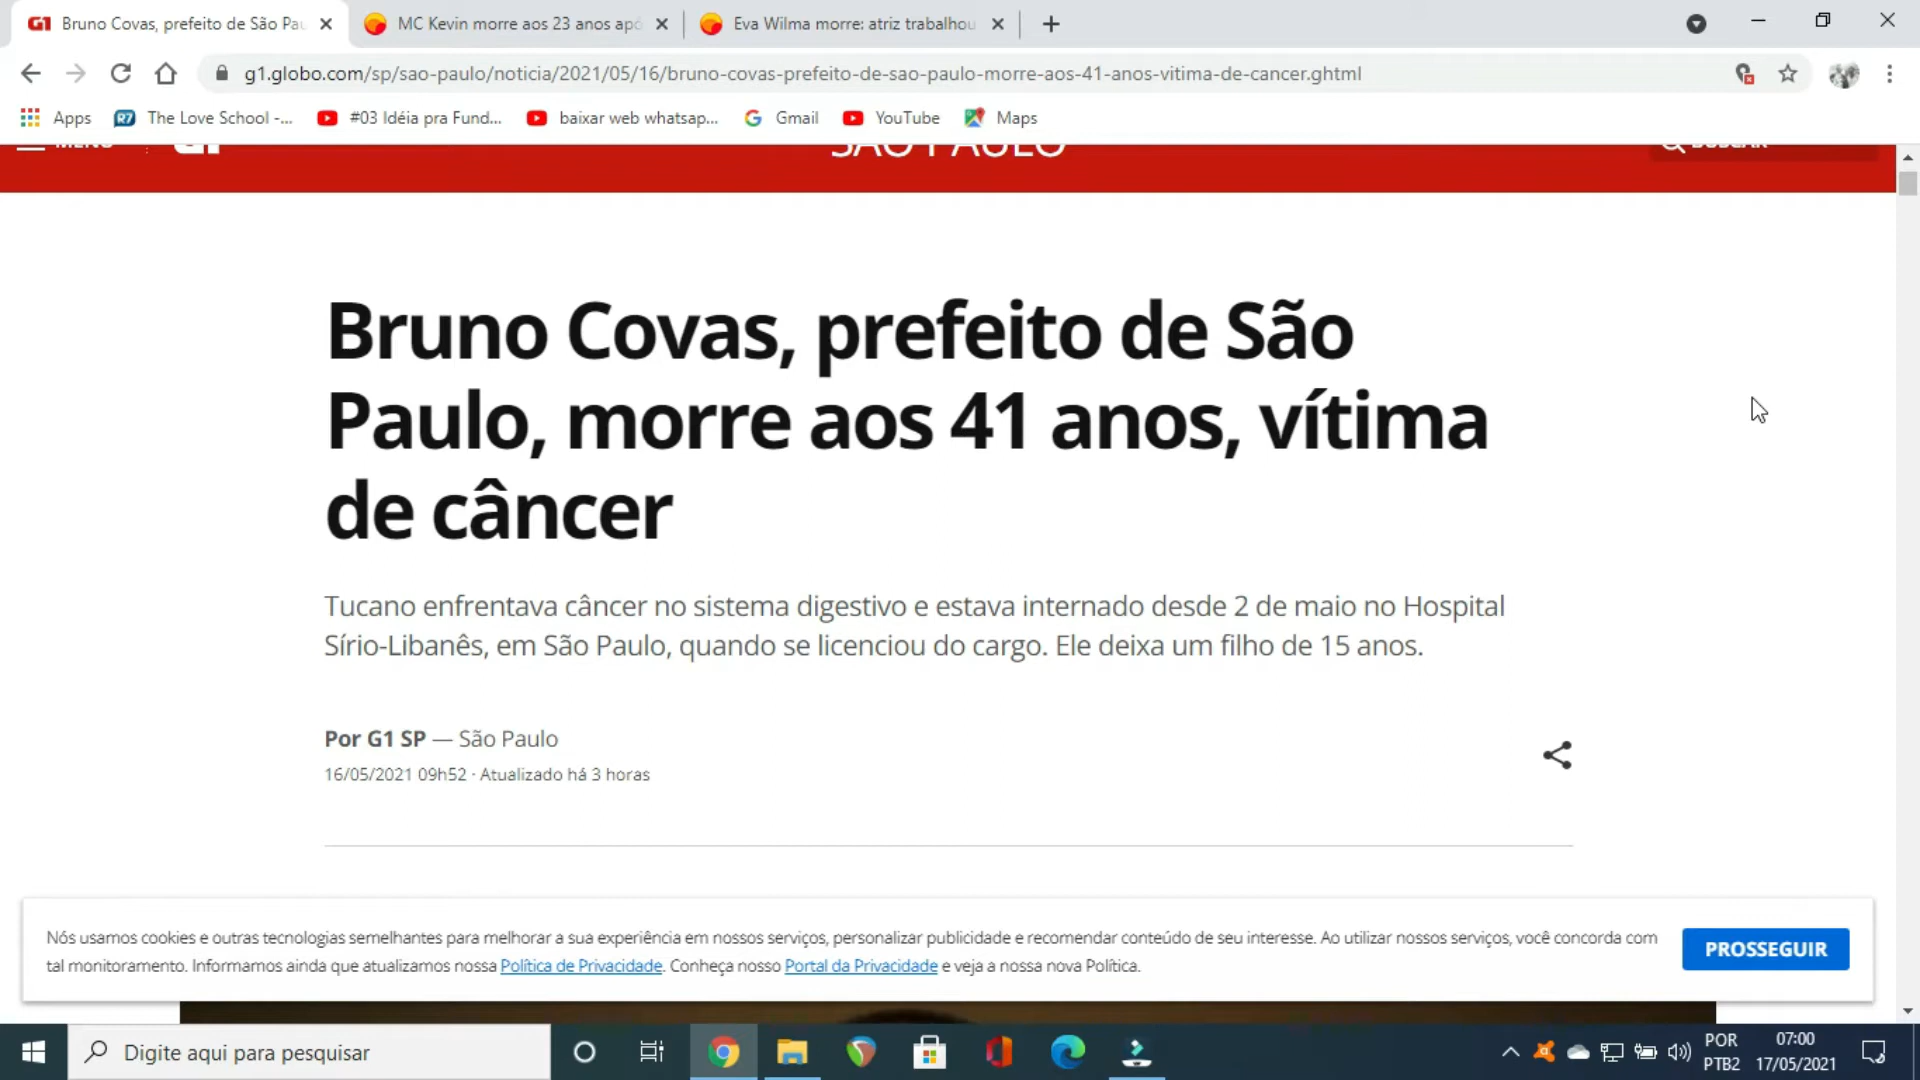 G1 Bruno Covas, prefeito de São Pau
MC Kevin morre aos 23 anos apó
Eva Wilma morre: atriz trabalhou
g1.globo.com/sp/sao-paulo/noticia/2021/05/16/bruno-covas-prefeito-de-sao-paulo-morre-aos-41-anos-vitima-de-cancer.ghtml
Apps
R7 The Love School -...
#03 Idéia pra Fund...
baixar web whatsap...
Gmail
YouTube
Maps
MENU
G1
SÃO PAULO
BUSCAR
Bruno Covas, prefeito de São
Paulo, morre aos 41 anos, vítima
de câncer
Tucano enfrentava câncer no sistema digestivo e estava internado desde 2 de maio no Hospital
Sírio-Libanês, em São Paulo, quando se licenciou do cargo. Ele deixa um filho de 15 anos.
Por G1 SP — São Paulo
16/05/2021 09h52 · Atualizado há 3 horas
Nós usamos cookies e outras tecnologias semelhantes para melhorar a sua experiência em nossos serviços, personalizar publicidade e recomendar conteúdo de seu interesse. Ao utilizar nossos serviços, você concorda com
tal monitoramento. Informamos ainda que atualizamos nossa Política de Privacidade. Conheça nosso Portal da Privacidade e veja a nossa nova Política.
PROSSEGUIR
Digite aqui para pesquisar
POR
PTB2
07:00
17/05/2021